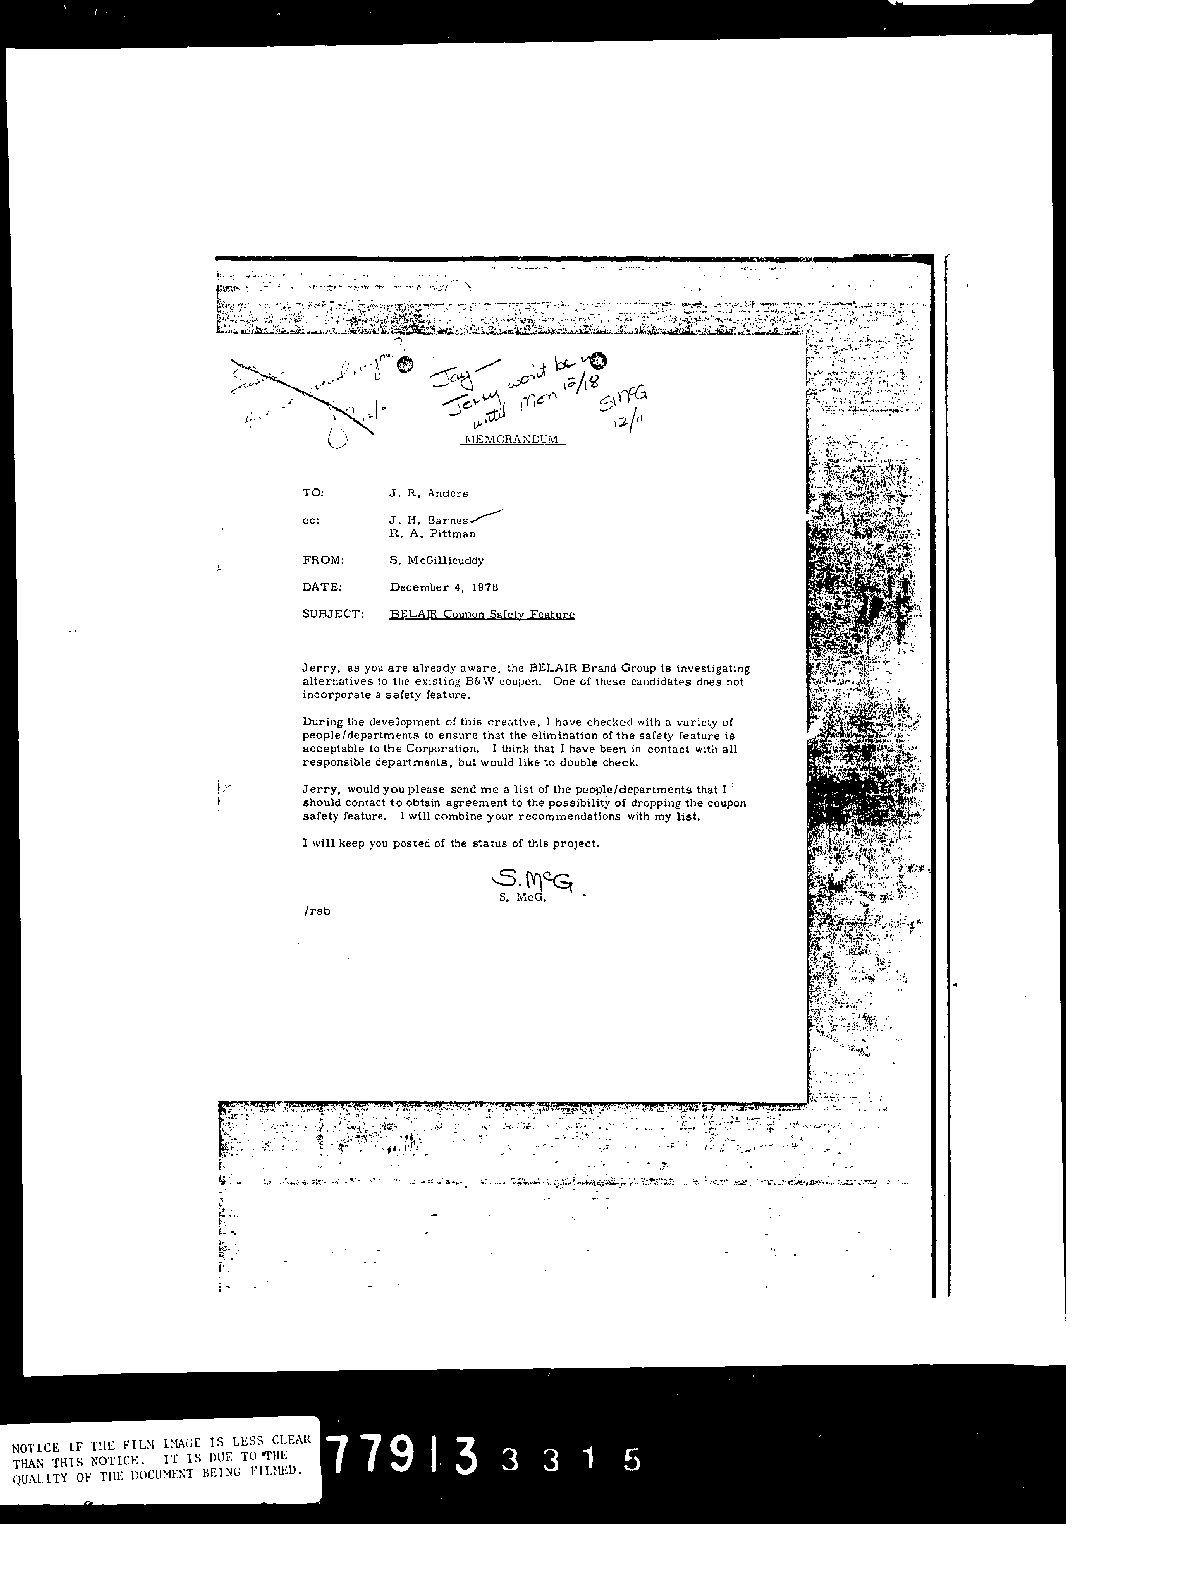 Jay—
Jerry won't be in
until Mon 12/18
SMcG
12/11
MEMORANDUM
TO: J. R. Anders
cc: J. H. Barnes
R. A. Pittman
FROM: S. McGillicuddy
DATE: December 4, 1978
SUBJECT: BELAIR Coupon Safety Feature
Jerry, as you are already aware, the BELAIR Brand Group is investigating
alternatives to the existing B&W coupon. One of these candidates does not
incorporate a safety feature.
During the development of this creative, I have checked with a variety of
people/departments to ensure that the elimination of the safety feature is
acceptable to the Corporation. I think that I have been in contact with all
responsible departments, but would like to double check.
Jerry, would you please send me a list of the people/departments that I
should contact to obtain agreement to the possibility of dropping the coupon
safety feature. I will combine your recommendations with my list.
I will keep you posted of the status of this project.
S. McG
S. McG.
/rsb
NOTICE IF THE FILM IMAGE IS LESS CLEAR
THAN THIS NOTICE. IT IS DUE TO THE
QUALITY OF THE DOCUMENT BEING FILMED.
77913 3315